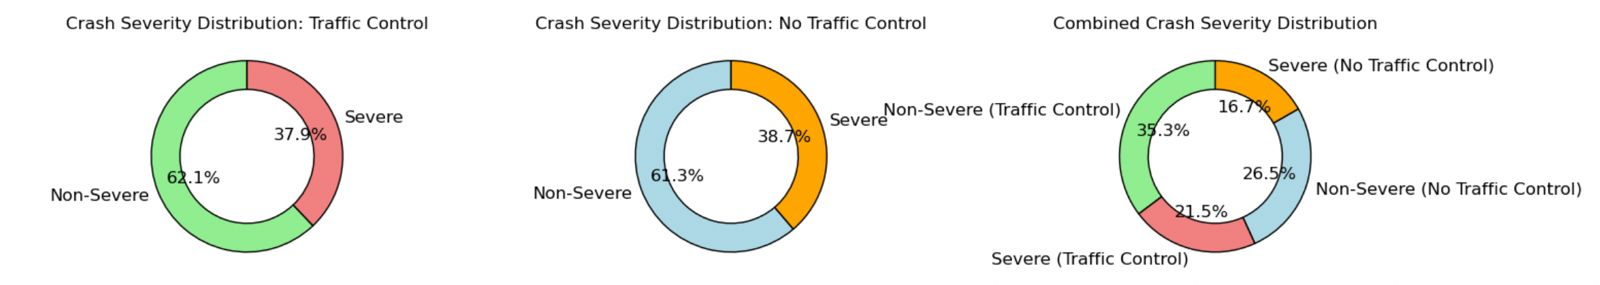 Crash Severity Distribution: Traffic Control
Severe
37.9%
62.1%
Non-Severe
Crash Severity Distribution: No Traffic Control
Severe
38.7%
61.3%
Non-Severe
Combined Crash Severity Distribution
Severe (No Traffic Control)
16.7%
Non-Severe (Traffic Control)
35.3%
26.5%
Non-Severe (No Traffic Control)
21.5%
Severe (Traffic Control)